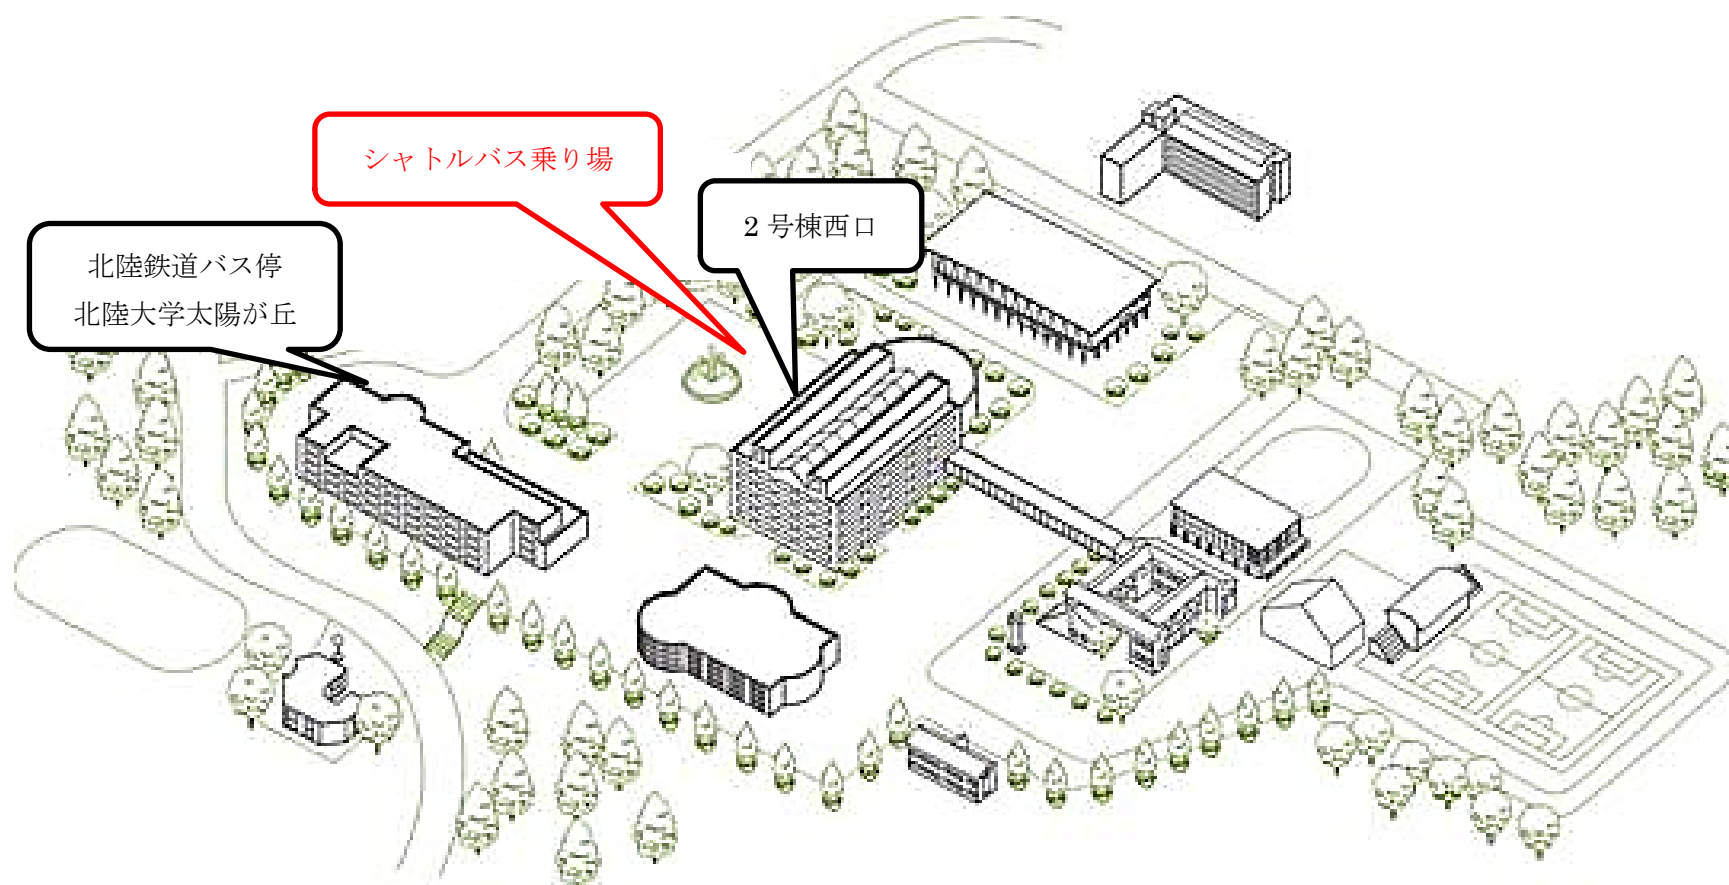 シャトルバス乗り場
2 号棟西口
北陸鉄道バス停
北陸大学太陽が丘